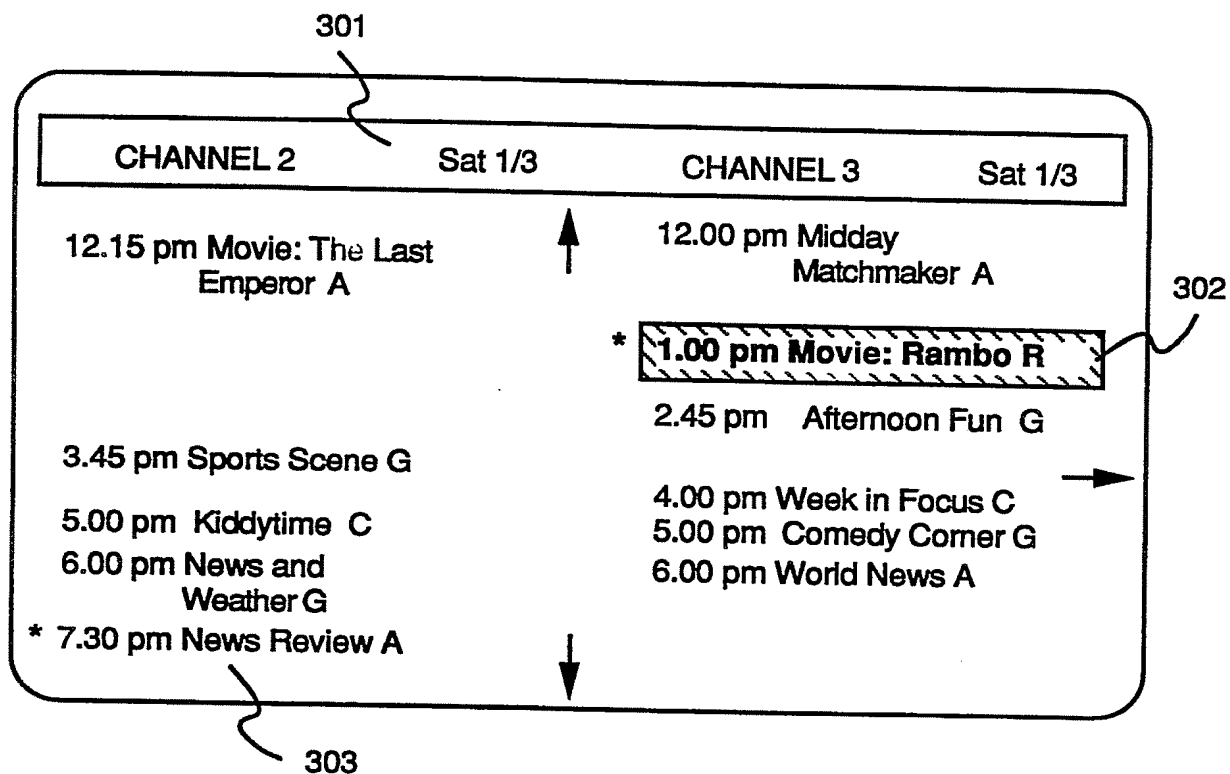 301
CHANNEL 2 Sat 1/3 CHANNEL 3 Sat 1/3
12.15 pm Movie: The Last
Emperor A
3.45 pm Sports Scene G
5.00 pm Kiddytime C
6.00 pm News and
Weather G
* 7.30 pm News Review A
12.00 pm Midday
Matchmaker A
* 1.00 pm Movie: Rambo R
2.45 pm Afternoon Fun G
4.00 pm Week in Focus C
5.00 pm Comedy Corner G
6.00 pm World News A
302
303